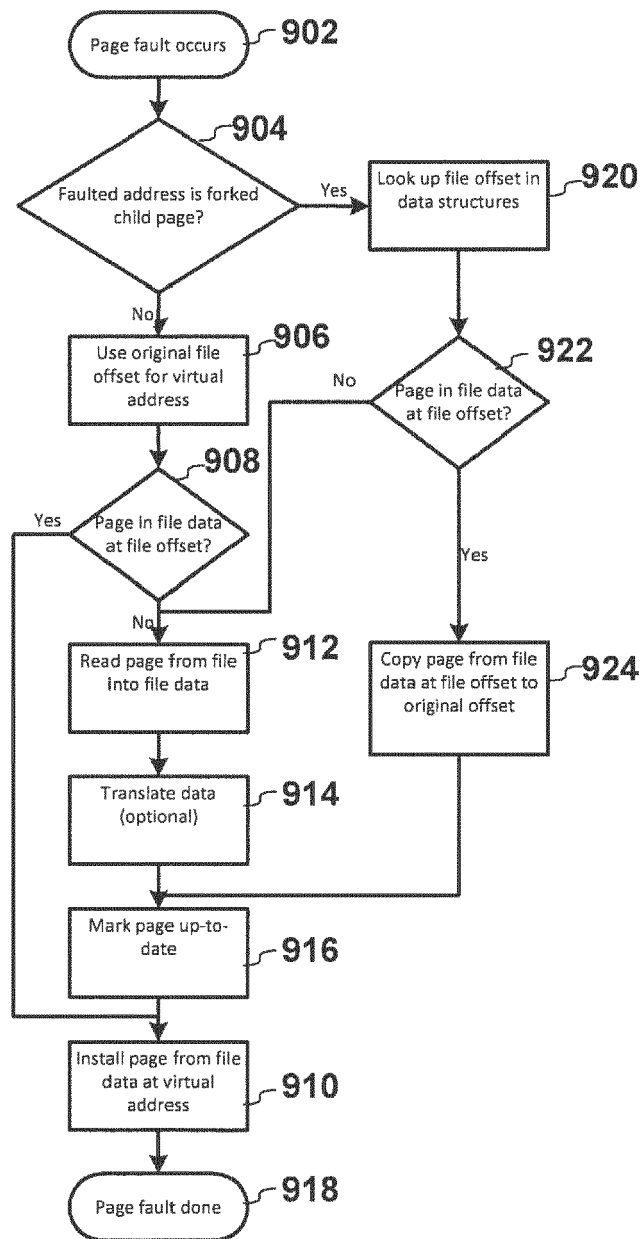 Page fault occurs
902
904
Faulted address is forked
child page?
Yes
Look up file offset in
data structures
920
No
Use original file
offset for virtual
address
906
922
No
Page in file data
at file offset?
908
Yes
Page in file data
at file offset?
Yes
No
Read page from file
into file data
912
Copy page from file
data at file offset to
original offset
924
Translate data
(optional)
914
Mark page up-to-
date
916
Install page from file
data at virtual
address
910
Page fault done
918